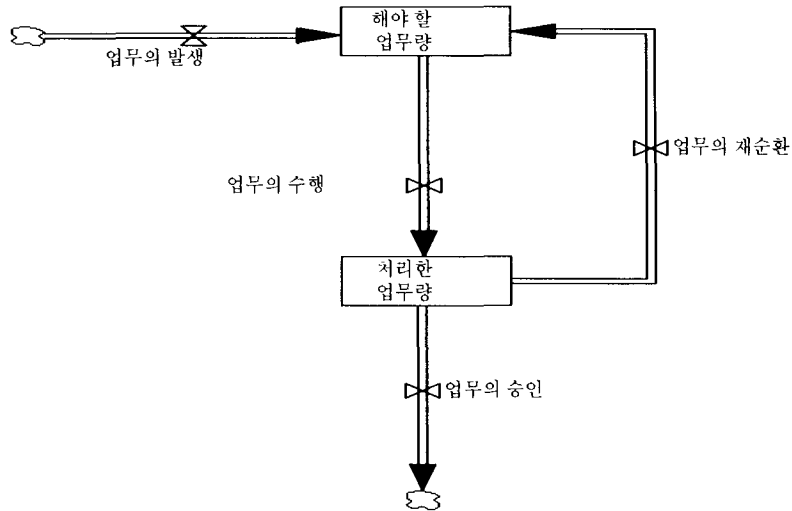 해야 할
업무량
업무의 발생
업무의 재순환
업무의 수행
처리한
업무량
업무의 승인